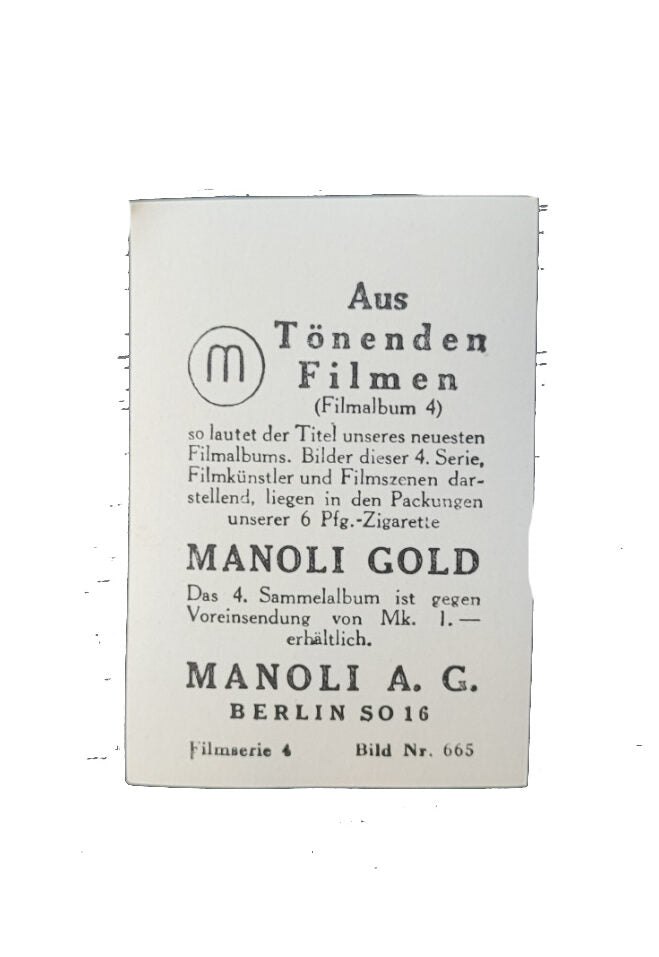 Aus
m
Tönenden
Filmen
(Filmalbum 4)
so lautet der Titel unseres neuesten
Filmalbums. Bilder dieser 4. Serie,
Filmkünstler und Filmszenen dar-
stellend, liegen in den Packungen
unserer 6 Pfg.-Zigarette
MANOLI GOLD
Das 4. Sammelalbum ist gegen
Voreinsendung von Mk. 1.—
erhältlich.
MANOLI A. G.
BERLIN SO 16
Filmserie 4 Bild Nr. 665